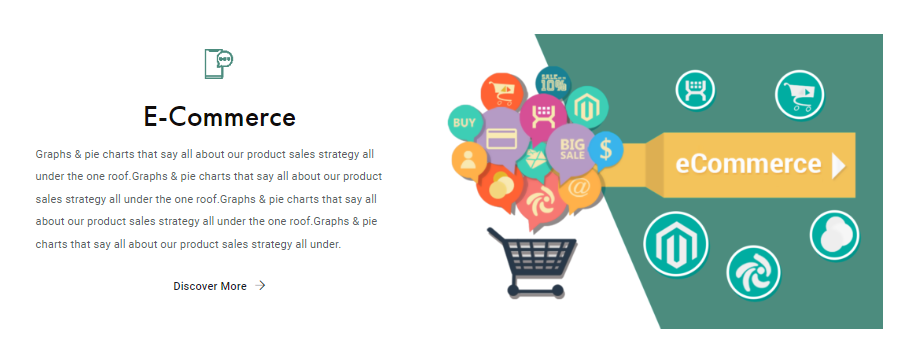 E-Commerce
Graphs & pie charts that say all about our product sales strategy all
under the one roof.Graphs & pie charts that say all about our product
sales strategy all under the one roof.Graphs & pie charts that say all
about our product sales strategy all under the one roof.Graphs & pie
charts that say all about our product sales strategy all under.
Discover More
SALE
10%
BUY
BIG
SALE
$
@
eCommerce